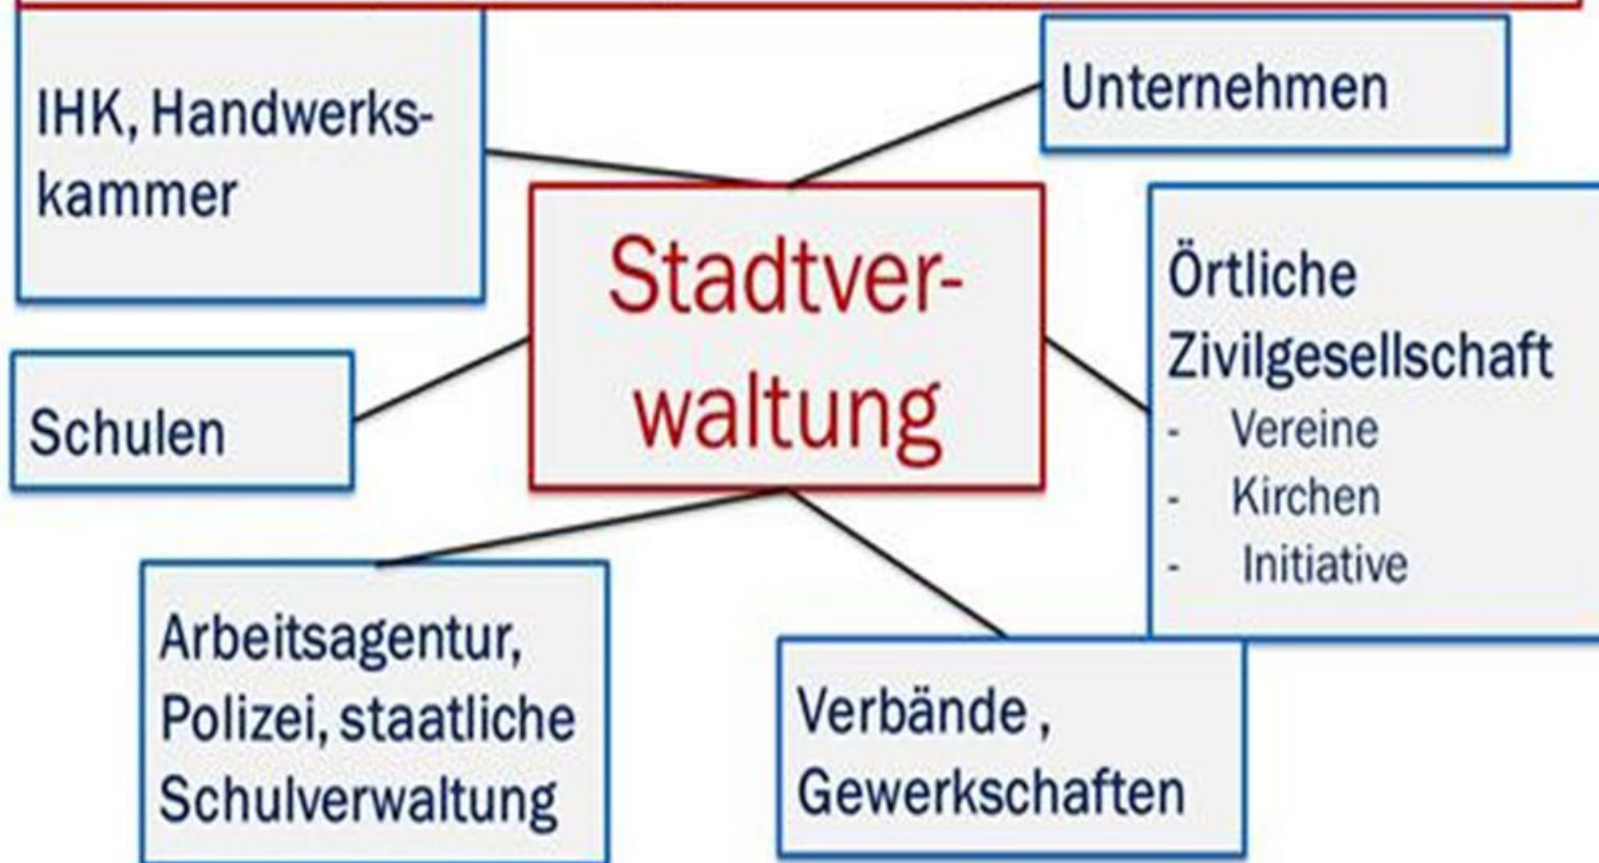 IHK, Handwerks-
kammer
Unternehmen
Stadtver-
waltung
Örtliche
Zivilgesellschaft
- Vereine
- Kirchen
- Initiative
Schulen
Arbeitsagentur,
Polizei, staatliche
Schulverwaltung
Verbände ,
Gewerkschaften